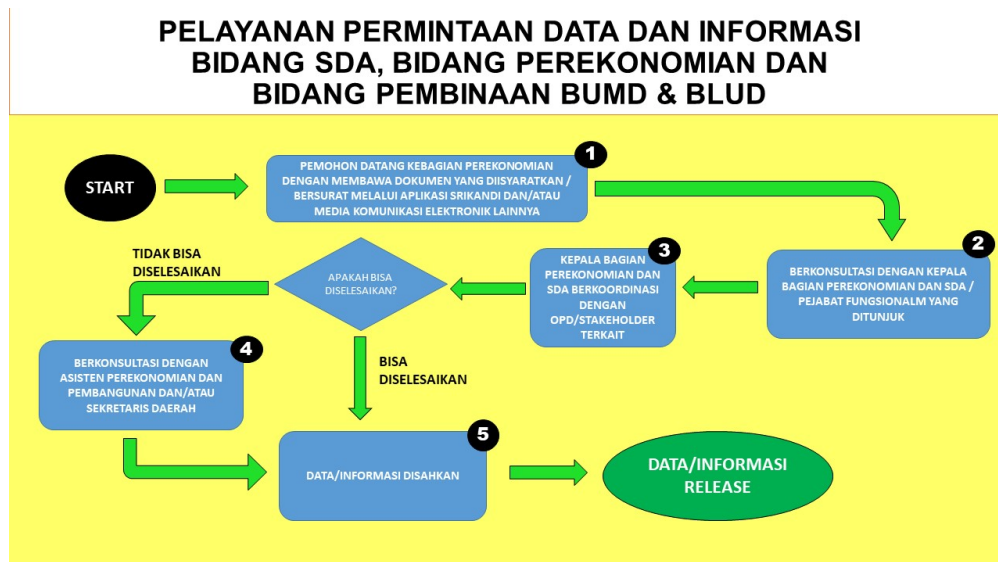 PELAYANAN PERMINTAAN DATA DAN INFORMASI
BIDANG SDA, BIDANG PEREKONOMIAN DAN
BIDANG PEMBINAAN BUMD & BLUD
START
1
PEMOHON DATANG KEBAGIAN PEREKONOMIAN
DENGAN MEMBAWA DOKUMEN YANG DIISYARATKAN /
BERSURAT MELALUI APLIKASI SRIKANDI DAN/ATAU
MEDIA KOMUNIKASI ELEKTRONIK LAINNYA
2
BERKONSULTASI DENGAN KEPALA
BAGIAN PEREKONOMIAN DAN SDA /
PEJABAT FUNGSIONALM YANG
DITUNJUK
3
KEPALA BAGIAN
PEREKONOMIAN DAN
SDA BERKOORDINASI
DENGAN
OPD/STAKEHOLDER
TERKAIT
APAKAH BISA
DISELESAIKAN?
TIDAK BISA
DISELESAIKAN
4
BERKONSULTASI DENGAN
ASISTEN PEREKONOMIAN DAN
PEMBANGUNAN DAN/ATAU
SEKRETARIS DAERAH
BISA
DISELESAIKAN
5
DATA/INFORMASI DISAHKAN
DATA/INFORMASI
RELEASE